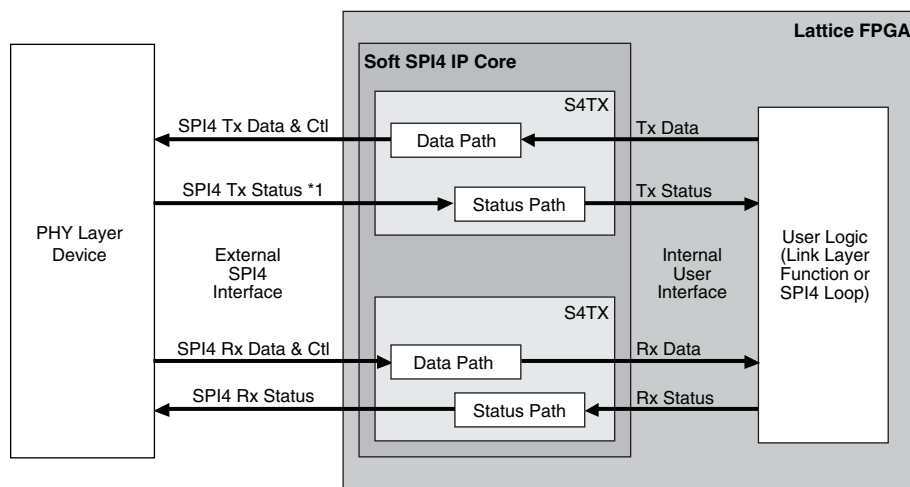 Lattice FPGA
Soft SPI4 IP Core
S4TX
SPI4 Tx Data & Ctl
Data Path
Tx Data
SPI4 Tx Status *1
Status Path
Tx Status
PHY Layer
Device
External
SPI4
Interface
Internal
User
Interface
User Logic
(Link Layer
Function or
SPI4 Loop)
S4TX
SPI4 Rx Data & Ctl
Data Path
Rx Data
SPI4 Rx Status
Status Path
Rx Status